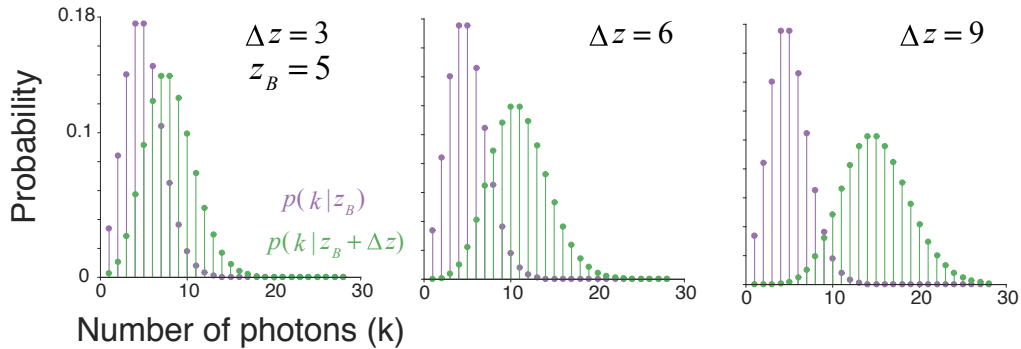 Probability
0.18
0.1
0
0
10
20
30
Δz = 3
z_B = 5
p(k|z_B)
p(k|z_B + Δz)
Number of photons (k)
Δz = 6
0
10
20
30
Δz = 9
0
10
20
30